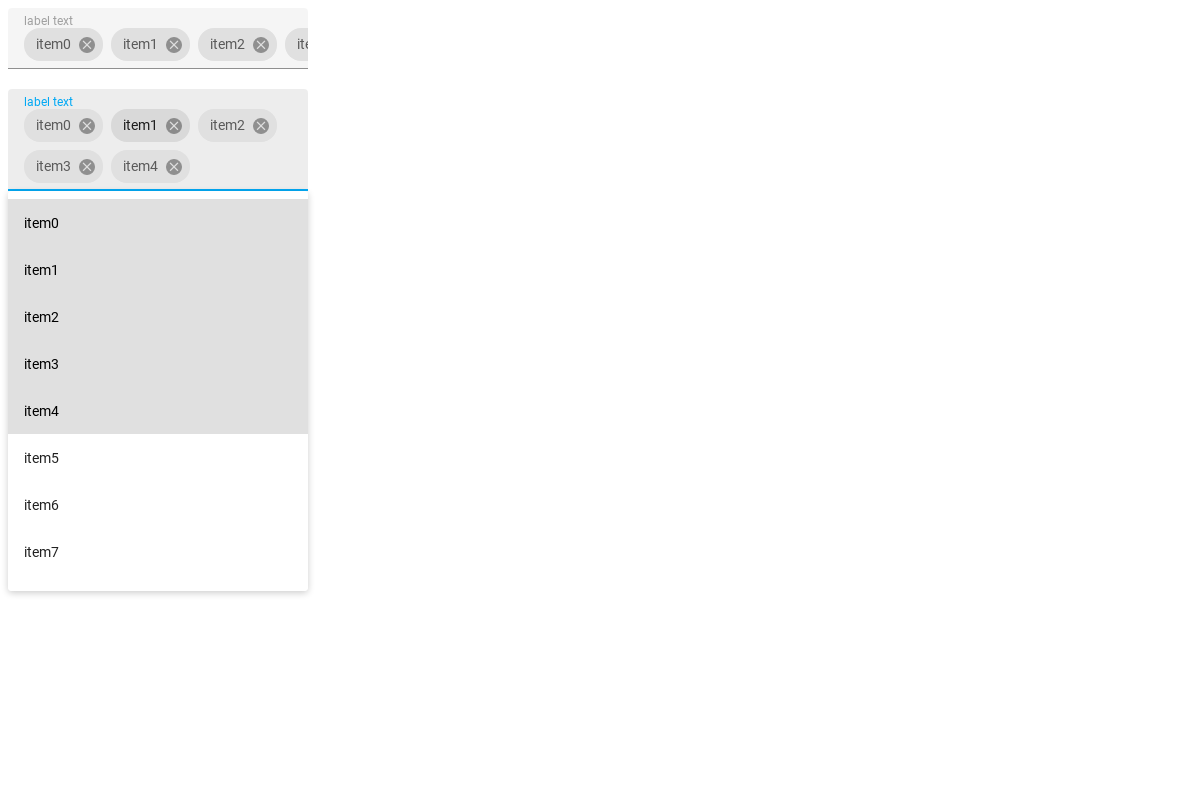 label text
item0 item1 item2 ite
label text
item0 item1 item2
item3 item4
item0
item1
item2
item3
item4
item5
item6
item7